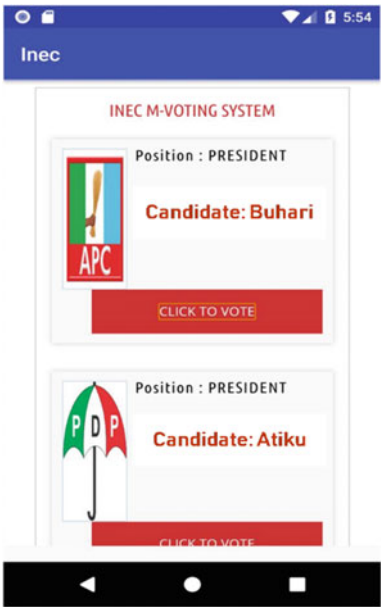 5:54
Inec
INEC M-VOTING SYSTEM
Position : PRESIDENT
Candidate: Buhari
APC
CLICK TO VOTE
Position : PRESIDENT
PDP
Candidate: Atiku
CLICK TO VOTE